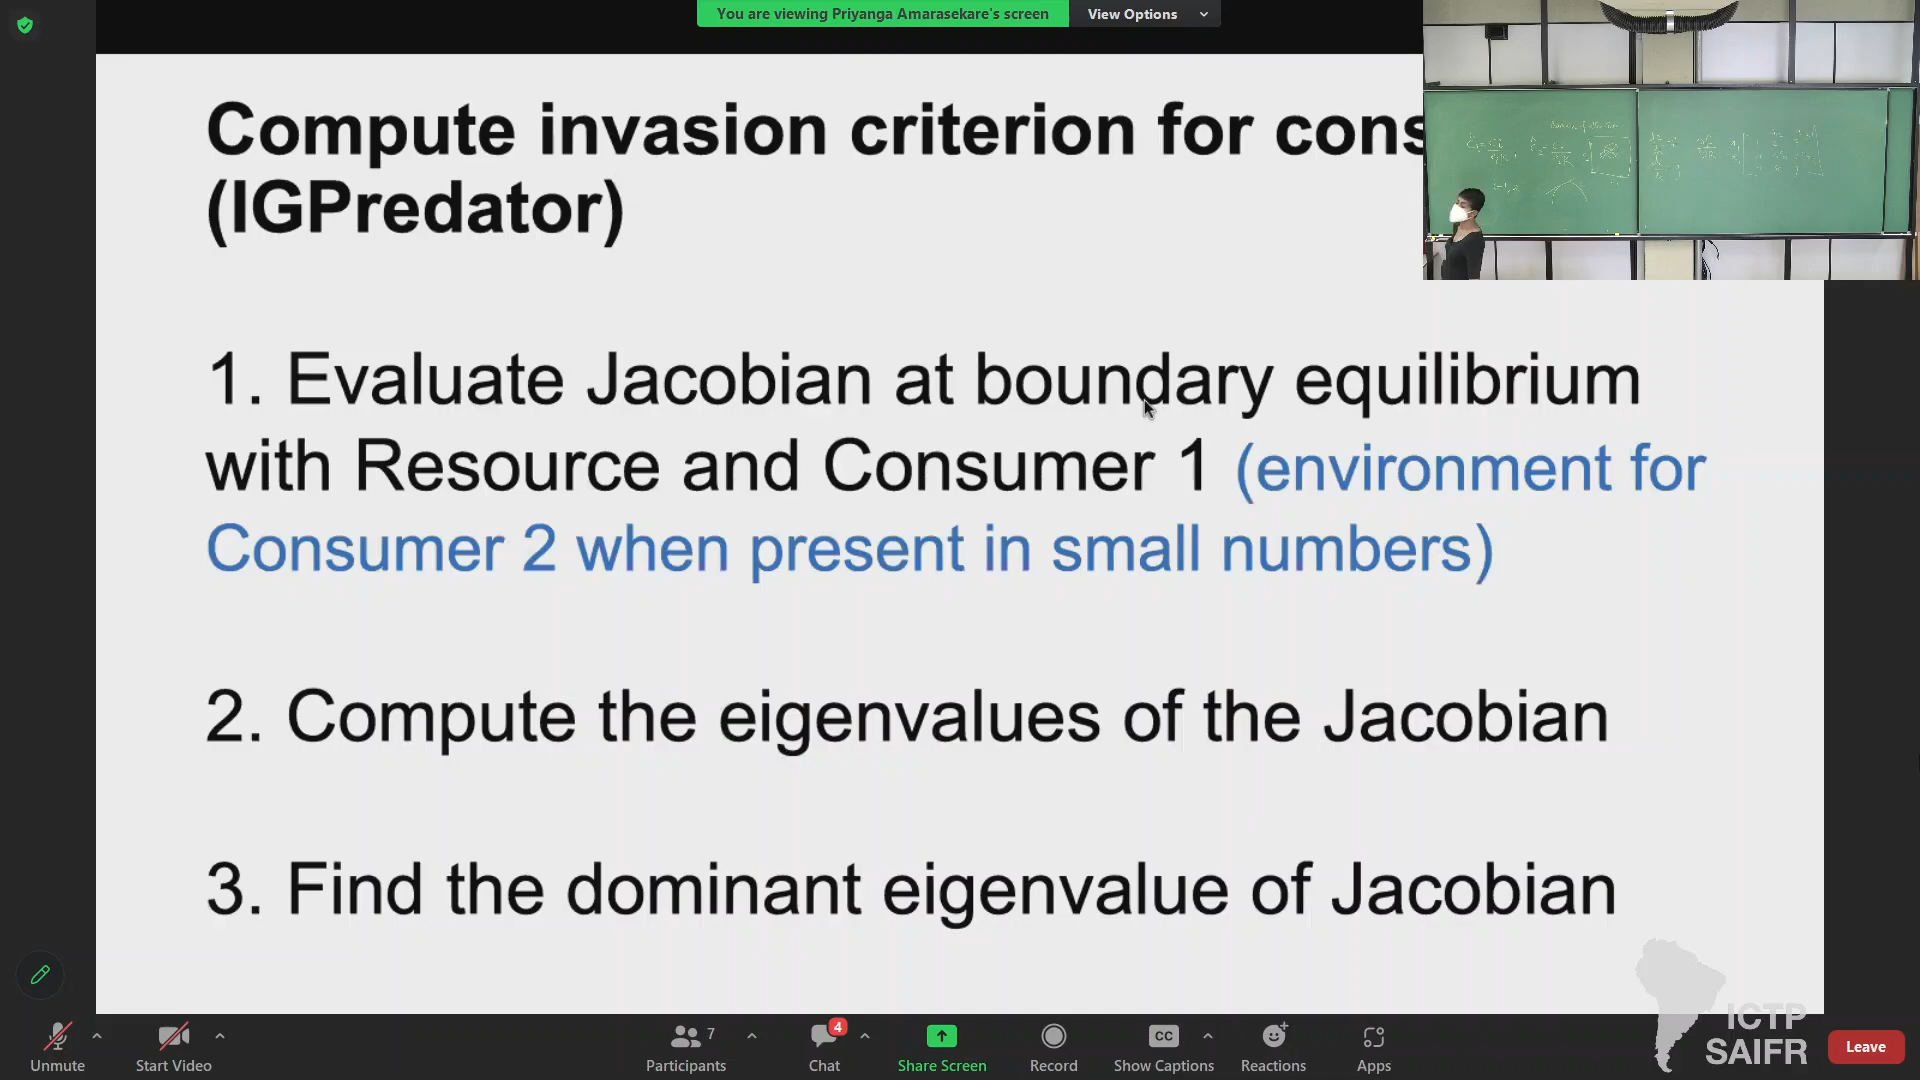 You are viewing Priyanga Amarasekare's screen
View Options
Compute invasion criterion for cons
(IGPredator)
1. Evaluate Jacobian at boundary equilibrium
with Resource and Consumer 1 (environment for
Consumer 2 when present in small numbers)
2. Compute the eigenvalues of the Jacobian
3. Find the dominant eigenvalue of Jacobian
ICTP
SAIFR
7
4
CC
Unmute
Start Video
Participants
Chat
Share Screen
Record
Show Captions
Reactions
Apps
Leave